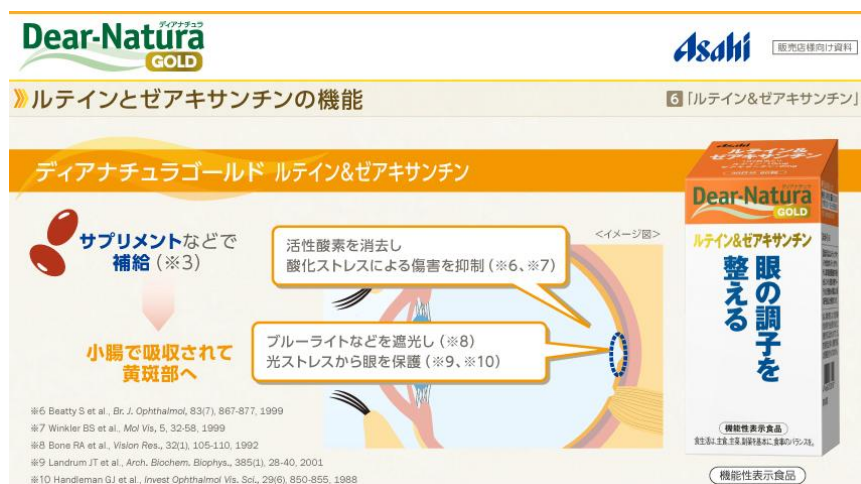 ディアナチュラ
Dear-Natura
GOLD
Asahi
販売店様向け資料
ルテインとゼアキサンチンの機能
6 「ルテイン&ゼアキサンチン」
ディアナチュラゴールド ルテイン&ゼアキサンチン
サプリメントなどで
補給(※3)
小腸で吸収されて
黄斑部へ
活性酸素を消去し
酸化ストレスによる傷害を抑制(※6、※7)
<イメージ図>
ブルーライトなどを遮光し(※8)
光ストレスから眼を保護(※9、※10)
※6 Beatty S et al., Br. J. Ophthalmol, 83(7), 867-877, 1999
※7 Winkler BS et al., Mol Vis, 5, 32-58, 1999
※8 Bone RA et al., Vision Res., 32(1), 105-110, 1992
※9 Landrum JT et al., Arch. Biochem. Biophys., 385(1), 28-40, 2001
※10 Handleman GJ et al., Invest Ophthalmol Vis. Sci., 29(6), 850-855, 1988
Asahi
ルテイン&
ゼアキサンチン
Dear-Natura
GOLD
ルテイン&ゼアキサンチン
眼の調子を
整える
機能性表示食品
食生活は、主食、主菜、副菜を基本に、食事のバランスを。
機能性表示食品